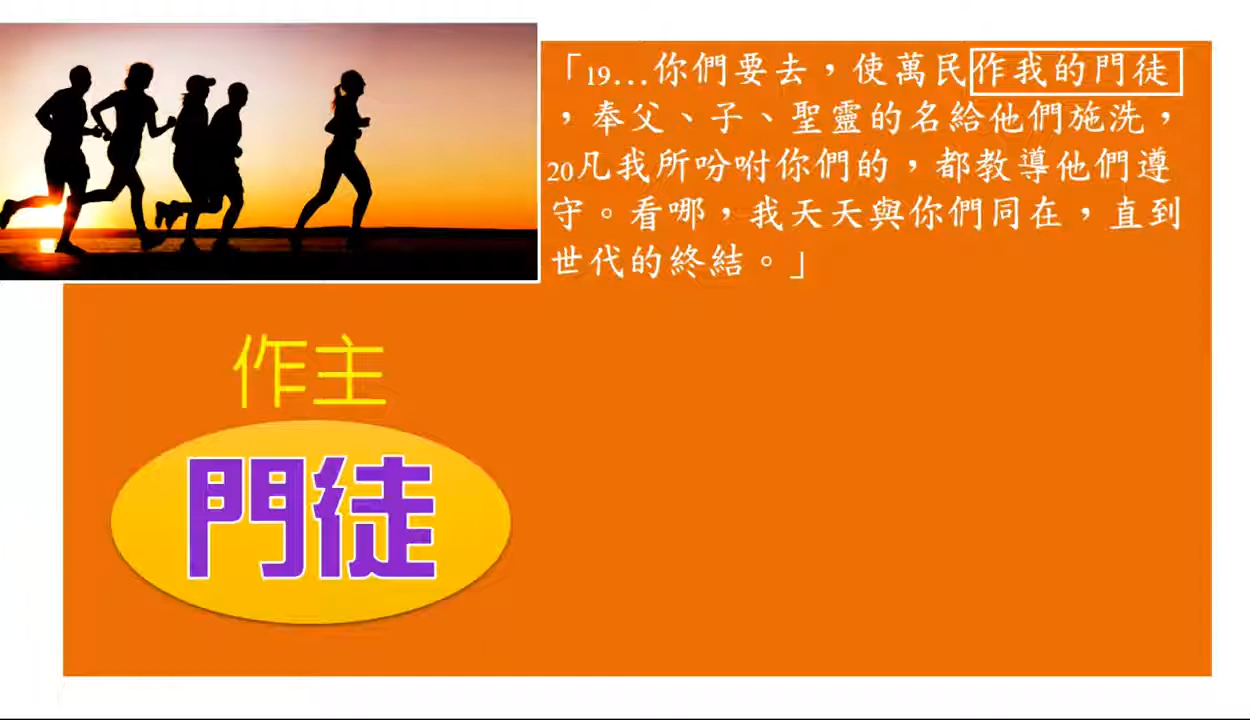 「19…你們要去，使萬民作我的門徒
，奉父、子、聖靈的名給他們施洗，
20凡我所吩咐你們的，都教導他們遵
守。看哪，我天天與你們同在，直到
世代的終結。」
作主
門徒